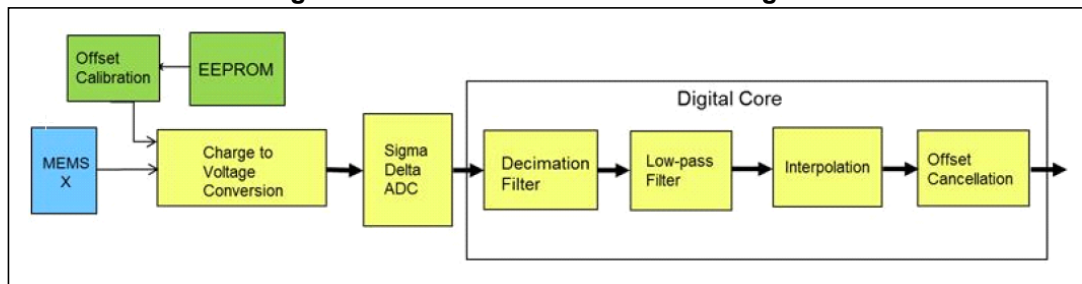 Offset
Calibration
EEPROM
Digital Core
MEMS
X
Charge to
Voltage
Conversion
Sigma
Delta
ADC
Decimation
Filter
Low-pass
Filter
Interpolation
Offset
Cancellation